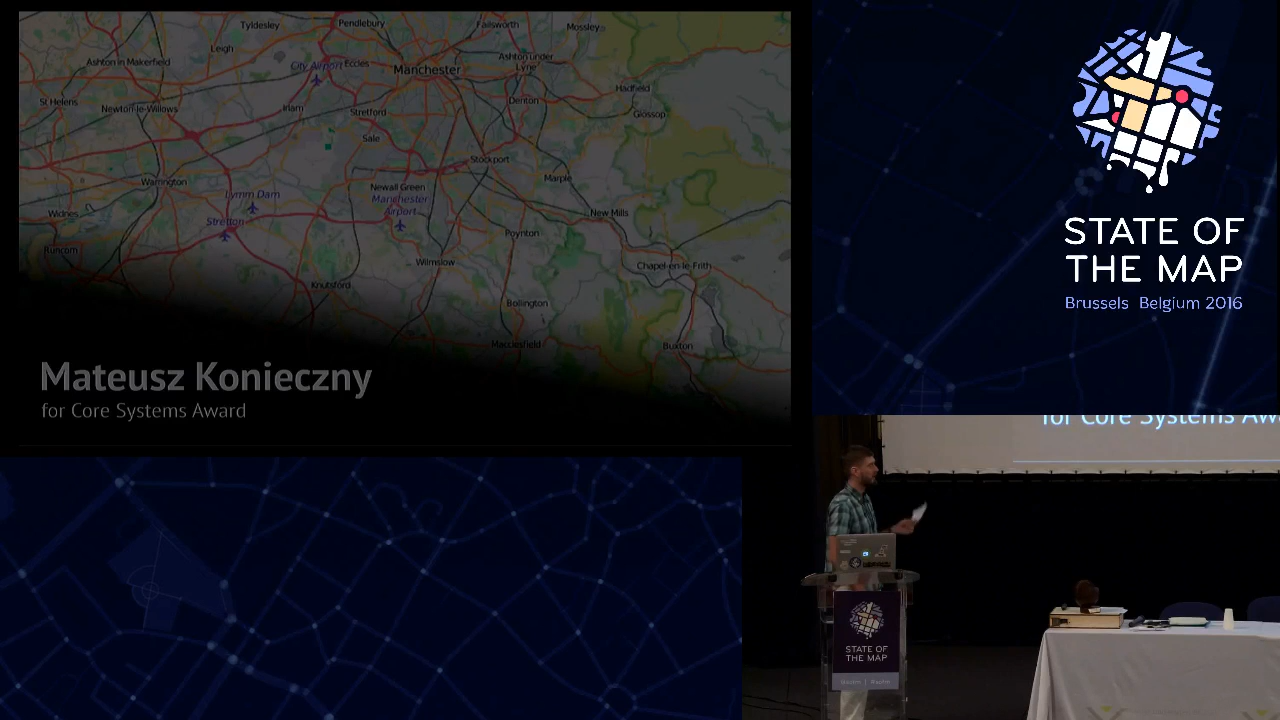 Tyldesley
Pendlebury
Failsworth
Mossley
Leigh
Ashton in Makerfield
City Airport
Eccles
Manchester
Ashton under
Lyne
St Helens
Newton-le-Willows
Irlam
Stretford
Denton
Hadfield
Glossop
Sale
Stockport
Warrington
Lymm Dam
Newall Green
Manchester
Airport
Marple
Widnes
Stretton
New Mills
Poynton
Runcorn
Wilmslow
Chapel-en-le-Frith
Knutsford
Bollington
Macclesfield
Buxton
Mateusz Konieczny
for Core Systems Award
STATE OF
THE MAP
Brussels Belgium 2016
for Core Systems Aw
STATE OF
THE MAP